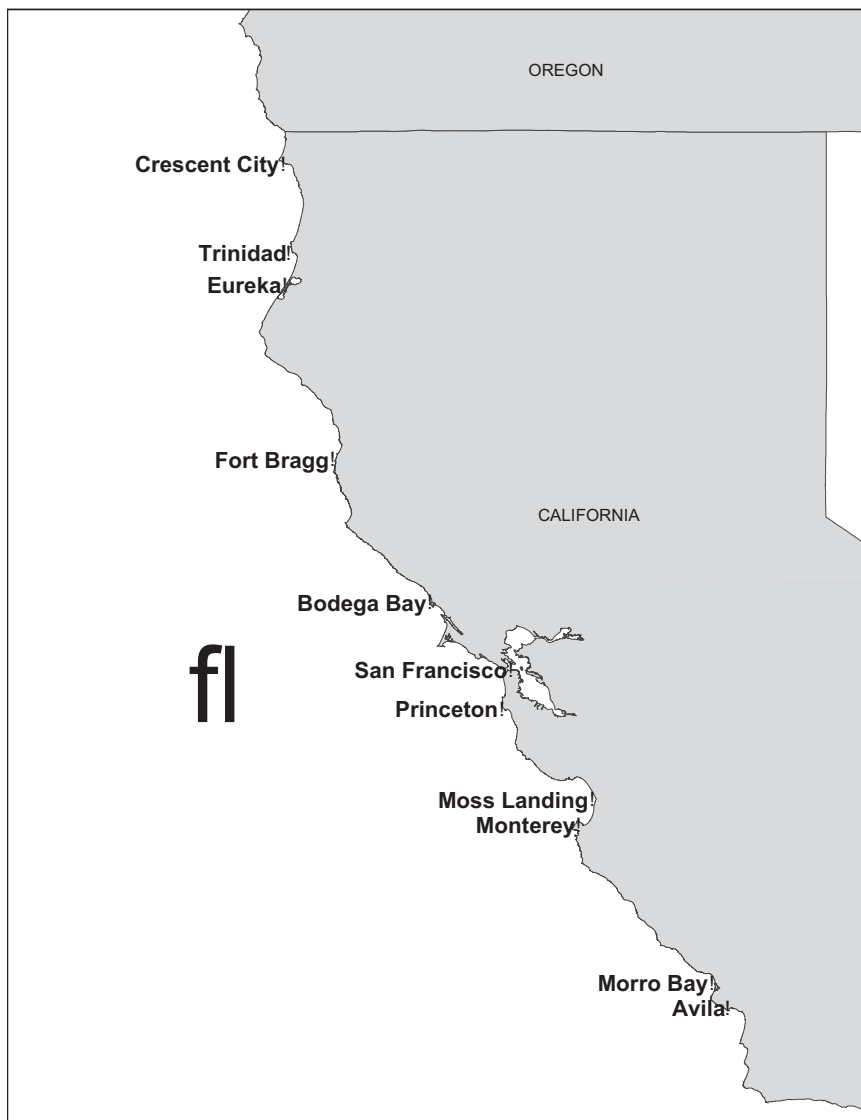 OREGON
Crescent City!
Trinidad!
Eureka!
Fort Bragg!
CALIFORNIA
Bodega Bay!
fl
San Francisco!
Princeton!
Moss Landing!
Monterey!
Morro Bay!
Avila!